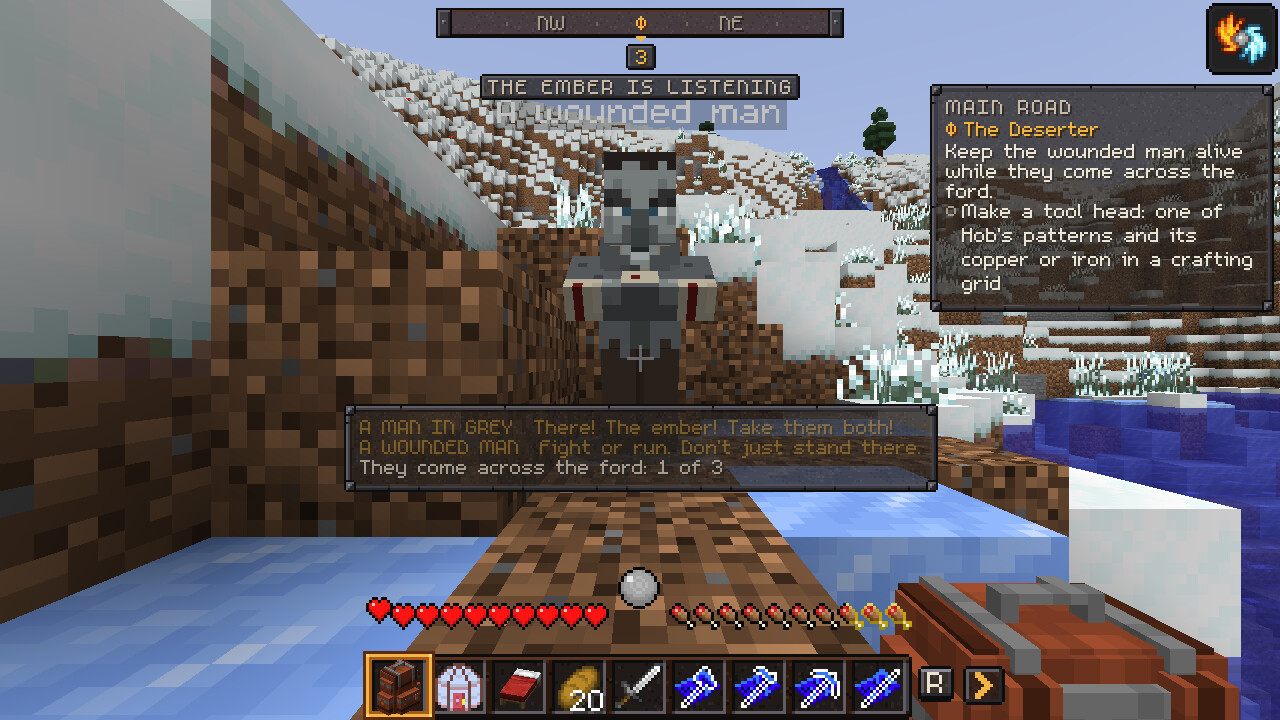 NW NE
3
THE EMBER IS LISTENING
A wounded man
MAIN ROAD
The Deserter
Keep the wounded man alive
while they come across the
ford.
Make a tool head: one of
Hob's patterns and its
copper or iron in a crafting
grid
A MAN IN GREY There! The ember! Take them both!
A WOUNDED MAN Fight or run. Don't just stand there.
They come across the ford: 1 of 3
20
R